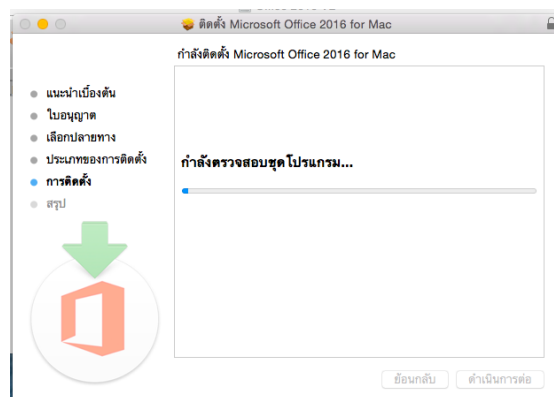 ติดตั้ง Microsoft Office 2016 for Mac
กำลังติดตั้ง Microsoft Office 2016 for Mac
แนะนำเบื้องต้น
ใบอนุญาต
เลือกปลายทาง
ประเภทของการติดตั้ง
การติดตั้ง
สรุป
กำลังตรวจสอบชุดโปรแกรม...
ย้อนกลับ
ดำเนินการต่อ